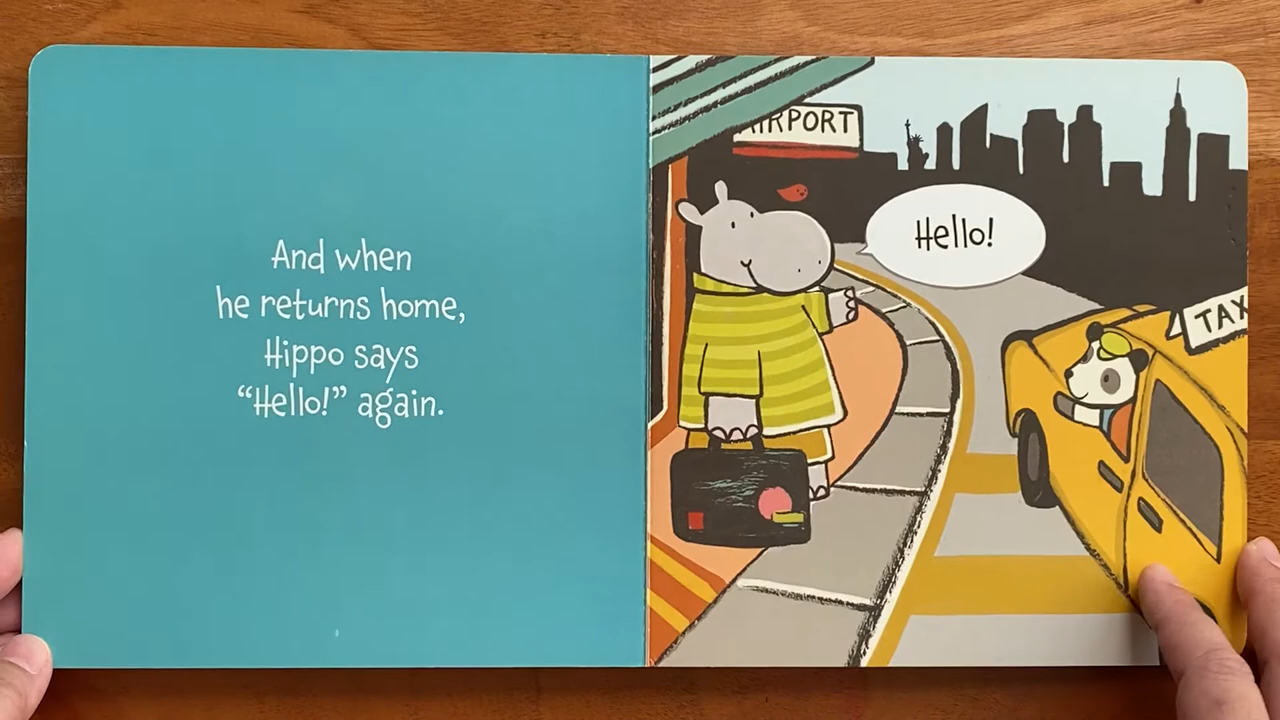 And when
he returns home,
Hippo says
“Hello!” again.
AIRPORT
Hello!
TAX